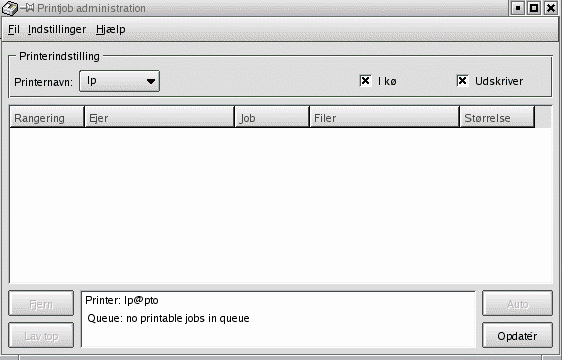 Printjob administration
Fil Indstillinger Hjælp
Printerindstilling
Printernavn: lp I kø Udskriver
Rangering Ejer Job Filer Størrelse
Fjern Auto
Printer: lp@pto
Queue: no printable jobs in queue
Lav top Opdatér